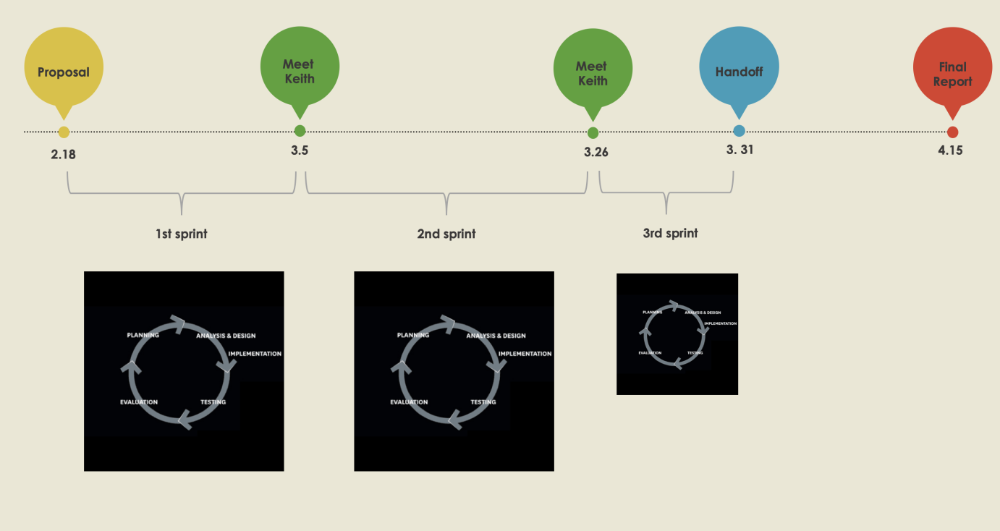 Proposal
Meet
Keith
Meet
Keith
Handoff
Final
Report
2.18
3.5
3.26
3. 31
4.15
1st sprint
2nd sprint
3rd sprint
PLANNING
ANALYSIS & DESIGN
IMPLEMENTATION
EVALUATION
TESTING
PLANNING
ANALYSIS & DESIGN
IMPLEMENTATION
EVALUATION
TESTING
PLANNING
ANALYSIS & DESIGN
IMPLEMENTATION
EVALUATION
TESTING